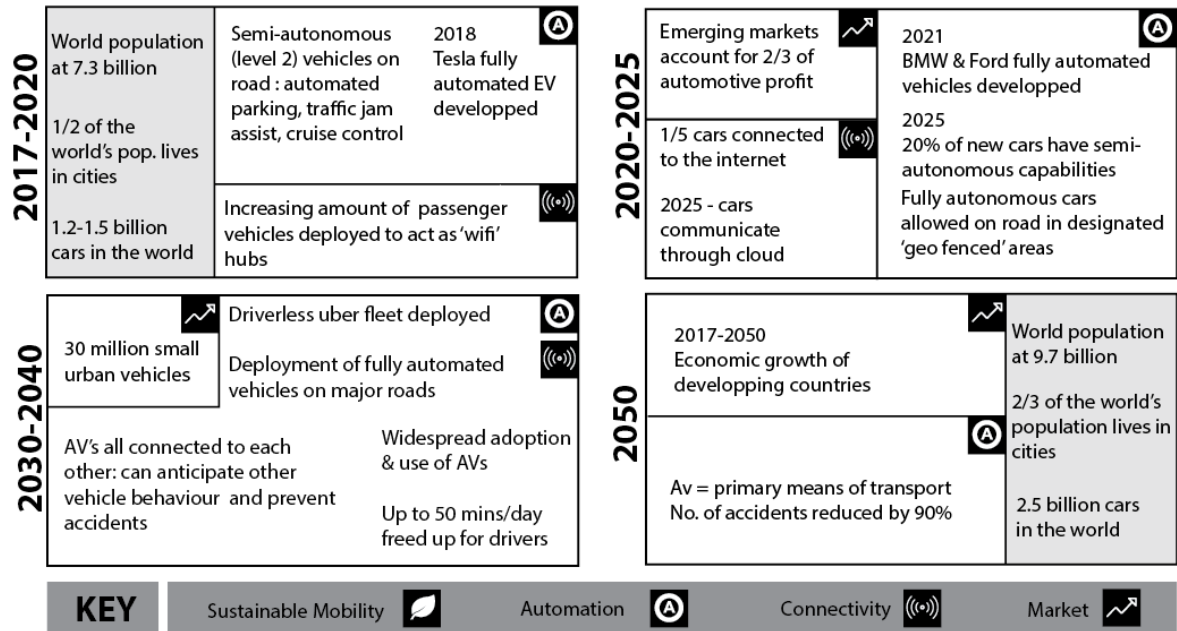 2017-2020
World population
at 7.3 billion
1/2 of the
world's pop. lives
in cities
1.2-1.5 billion
cars in the world
Semi-autonomous
(level 2) vehicles on
road : automated
parking, traffic jam
assist, cruise control
2018
Tesla fully
automated EV
developped
A
Increasing amount of passenger
vehicles deployed to act as 'wifi'
hubs
2020-2025
Emerging markets
account for 2/3 of
automotive profit
1/5 cars connected
to the internet
2025 - cars
communicate
through cloud
A
2021
BMW & Ford fully automated
vehicles developped
2025
20% of new cars have semi-
autonomous capabilities
Fully autonomous cars
allowed on road in designated
'geo fenced' areas
2030-2040
30 million small
urban vehicles
Driverless uber fleet deployed
A
Deployment of fully automated
vehicles on major roads
AV's all connected to each
other: can anticipate other
vehicle behaviour and prevent
accidents
Widespread adoption
& use of AVs
Up to 50 mins/day
freed up for drivers
2050
2017-2050
Economic growth of
developping countries
A
Av = primary means of transport
No. of accidents reduced by 90%
World population
at 9.7 billion
2/3 of the world's
population lives in
cities
2.5 billion cars
in the world
KEY
Sustainable Mobility
Automation A
Connectivity
Market